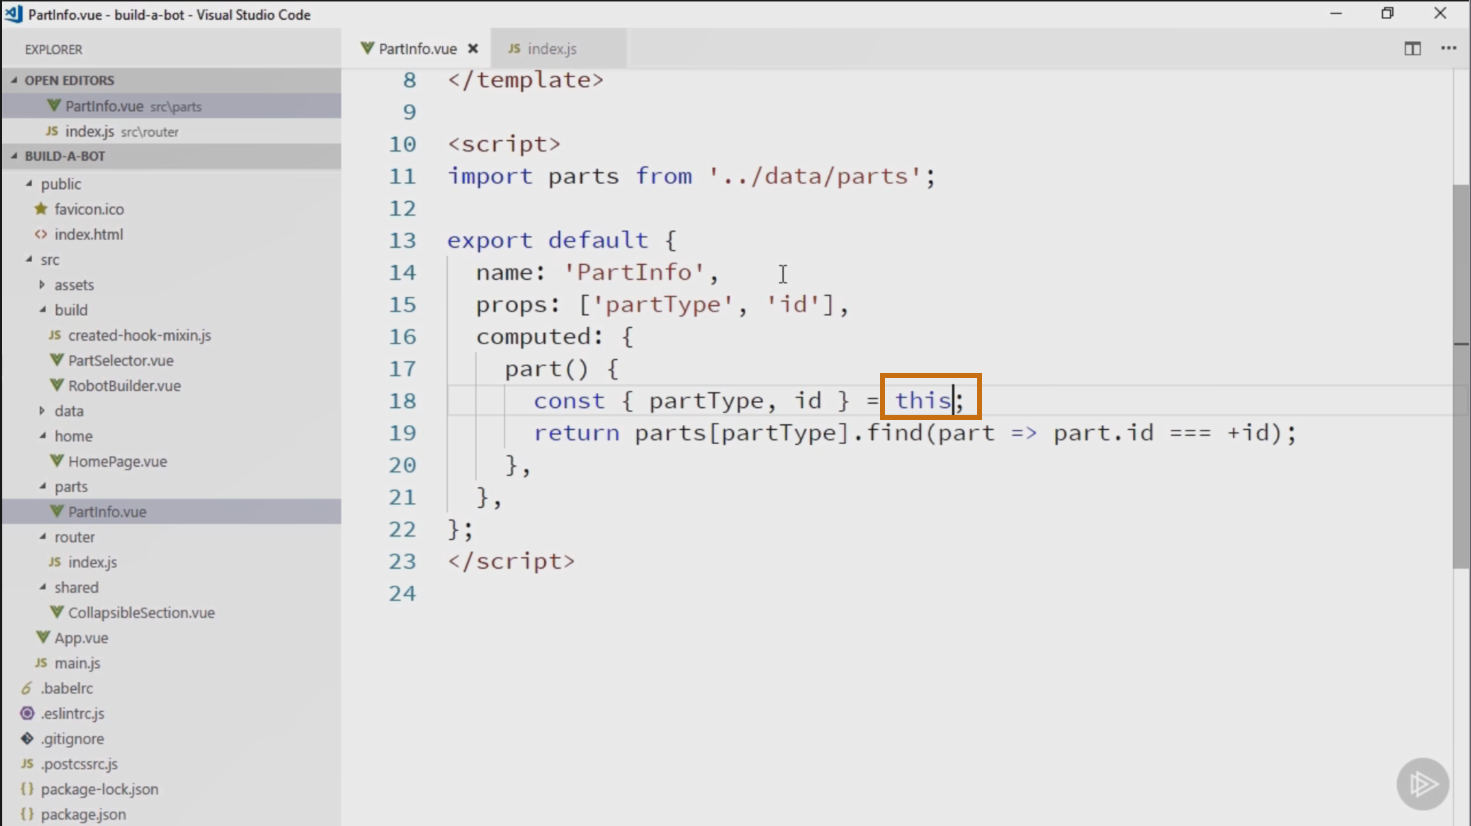 PartInfo.vue - build-a-bot - Visual Studio Code
EXPLORER
OPEN EDITORS
PartInfo.vue src\parts
JS index.js src\router
BUILD-A-BOT
public
favicon.ico
<> index.html
src
assets
build
JS created-hook-mixin.js
PartSelector.vue
RobotBuilder.vue
data
home
HomePage.vue
parts
PartInfo.vue
router
JS index.js
shared
CollapsibleSection.vue
App.vue
JS main.js
6 .babelrc
.eslintrc.js
.gitignore
JS .postcssrc.js
{} package-lock.json
{} package.json
PartInfo.vue ×
JS index.js
8 </template>
9
10 <script>
11 import parts from '../data/parts';
12
13 export default {
14 name: 'PartInfo',
15 props: ['partType', 'id'],
16 computed: {
17 part() {
18 const { partType, id } = this;
19 return parts[partType].find(part => part.id === +id);
20 },
21 },
22 };
23 </script>
24